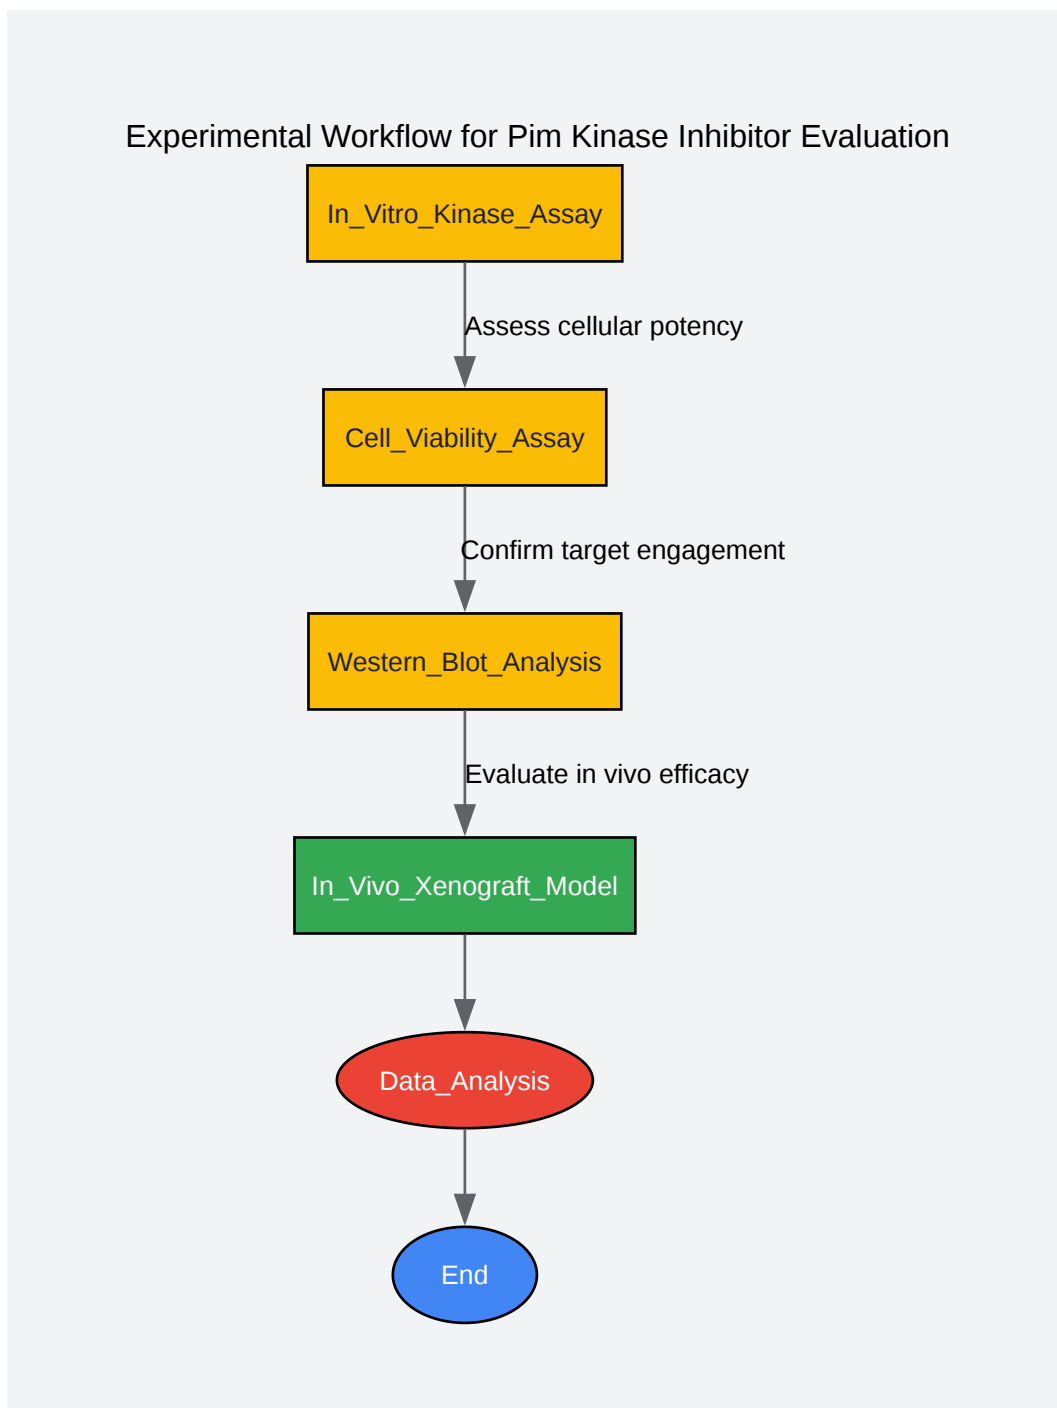 Experimental Workflow for Pim Kinase Inhibitor Evaluation
In_Vitro_Kinase_Assay
Assess cellular potency
Cell_Viability_Assay
Confirm target engagement
Western_Blot_Analysis
Evaluate in vivo efficacy
In_Vivo_Xenograft_Model
Data_Analysis
End